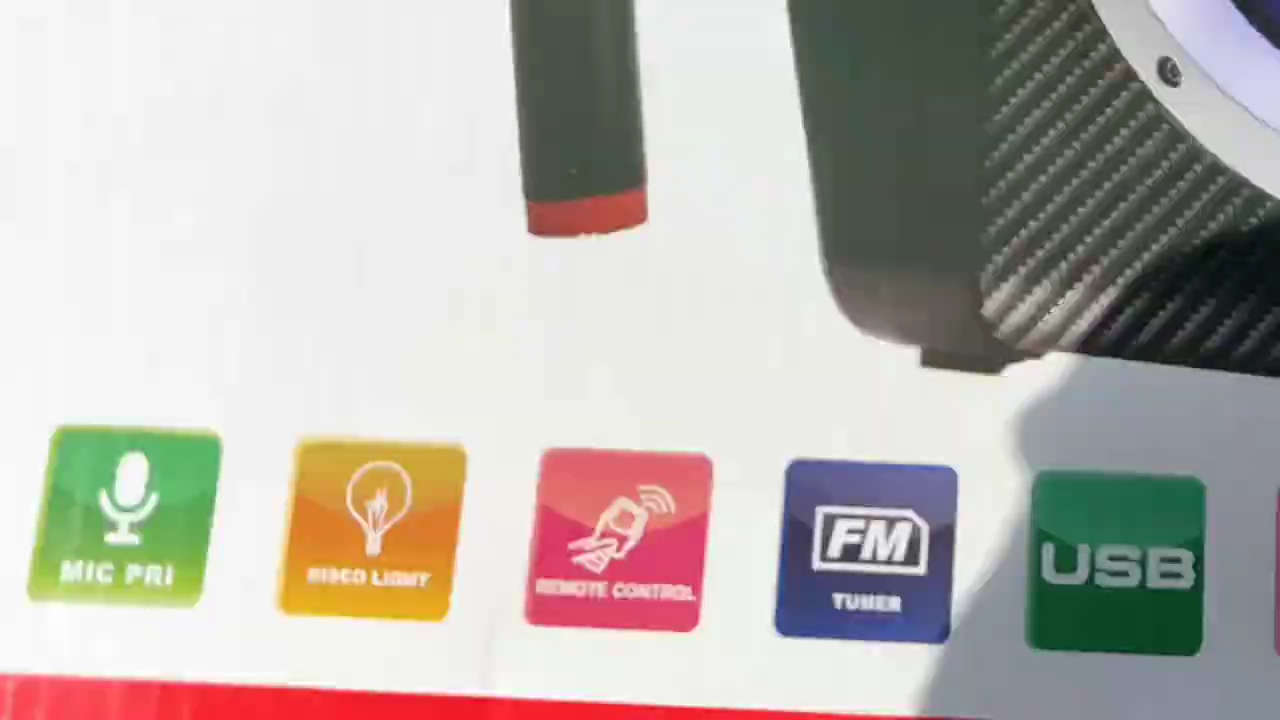 MIC PRI
DISCO LIGHT
REMOTE CONTROL
FM
TUNER
USB